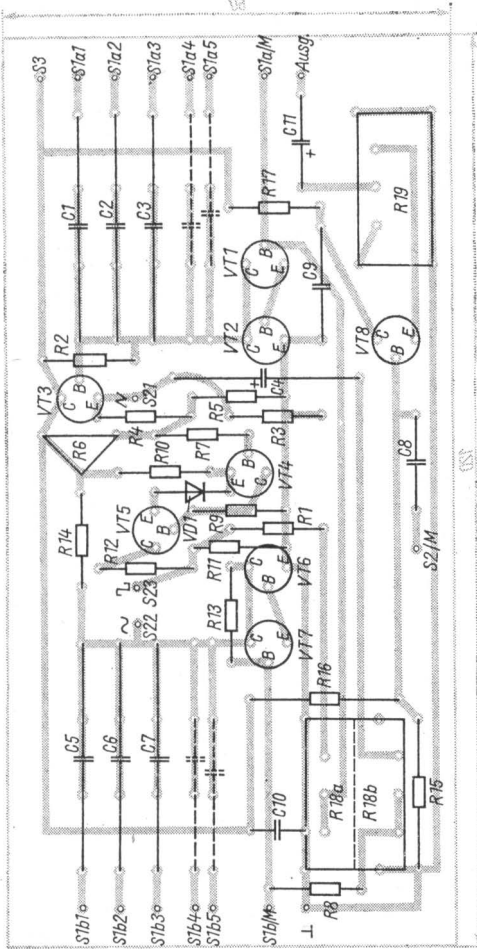 S3
S1a1
S1a2
S1a3
S1a4
S1a5
S1a/M
Ausg.
C1
C2
C3
C11
+
R17
R19
VT1
C B E
C9
VT2
C B E
VT8
C B E
R2
VT3
C B E
S21
R4
R5
C4
+
R3
R6
R7
R10
VT4
C B E
C8
S2/M
R14
VT5
C B E
VD1
R9
R1
R12
R11
VT6
C B E
S23
S22
R13
VT7
C B E
R16
C5
C6
C7
C10
R18a
R18b
R15
R8
S1b1
S1b2
S1b3
S1b4
S1b5
S1b/M
⊥
120